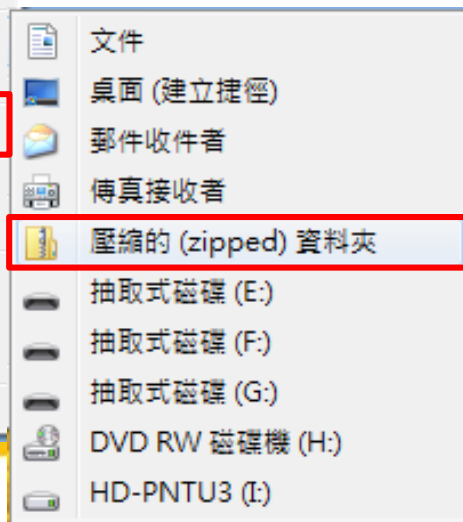 文件
桌面 (建立捷徑)
郵件收件者
傳真接收者
壓縮的 (zipped) 資料夾
抽取式磁碟 (E:)
抽取式磁碟 (F:)
抽取式磁碟 (G:)
DVD RW 磁碟機 (H:)
HD-PNTU3 (I:)